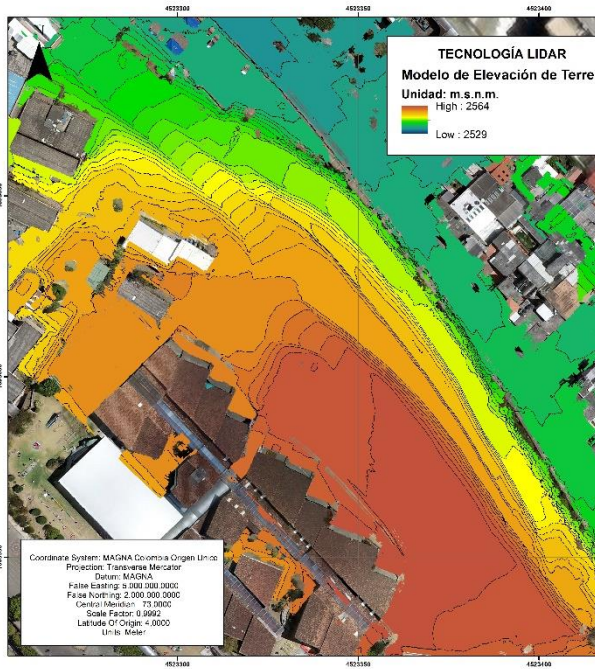 4523300 4523350 4523400
TECNOLOGÍA LIDAR
Modelo de Elevación de Terre
Unidad: m.s.n.m.
High : 2564
Low : 2529
Coordinate System: MAGNA Colombia Origen Unico
Projection: Transverse Mercator
Datum: MAGNA
False Easting: 5.000.000,0000
False Northing: 2.000.000,0000
Central Meridian: 73,0000
Scale Factor: 0,9992
Latitude Of Origin: 4,0000
Units: Meter
4523300 4523350 4523400